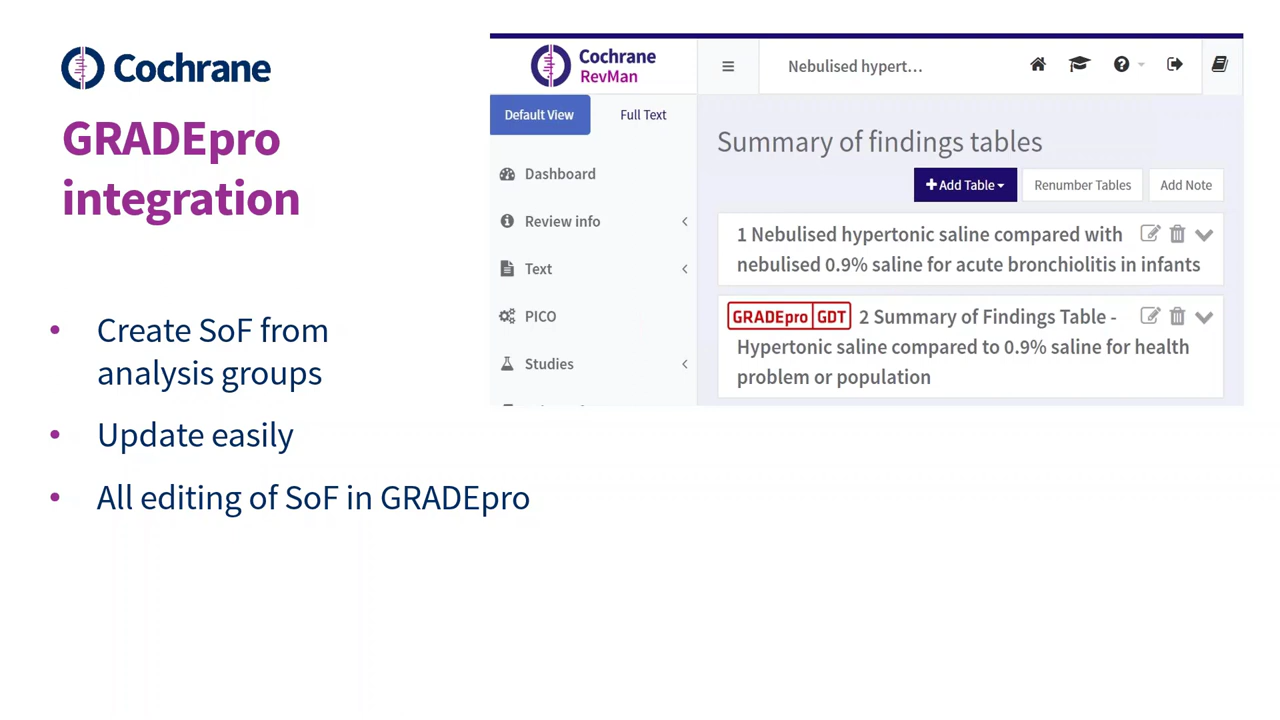 Cochrane
GRADEpro
integration
• Create SoF from
analysis groups
• Update easily
• All editing of SoF in GRADEpro
Cochrane
RevMan
Nebulised hypert...
Default View
Full Text
Dashboard
Review info
Text
PICO
Studies
Summary of findings tables
+Add Table
Renumber Tables
Add Note
1 Nebulised hypertonic saline compared with
nebulised 0.9% saline for acute bronchiolitis in infants
GRADEpro GDT 2 Summary of Findings Table -
Hypertonic saline compared to 0.9% saline for health
problem or population